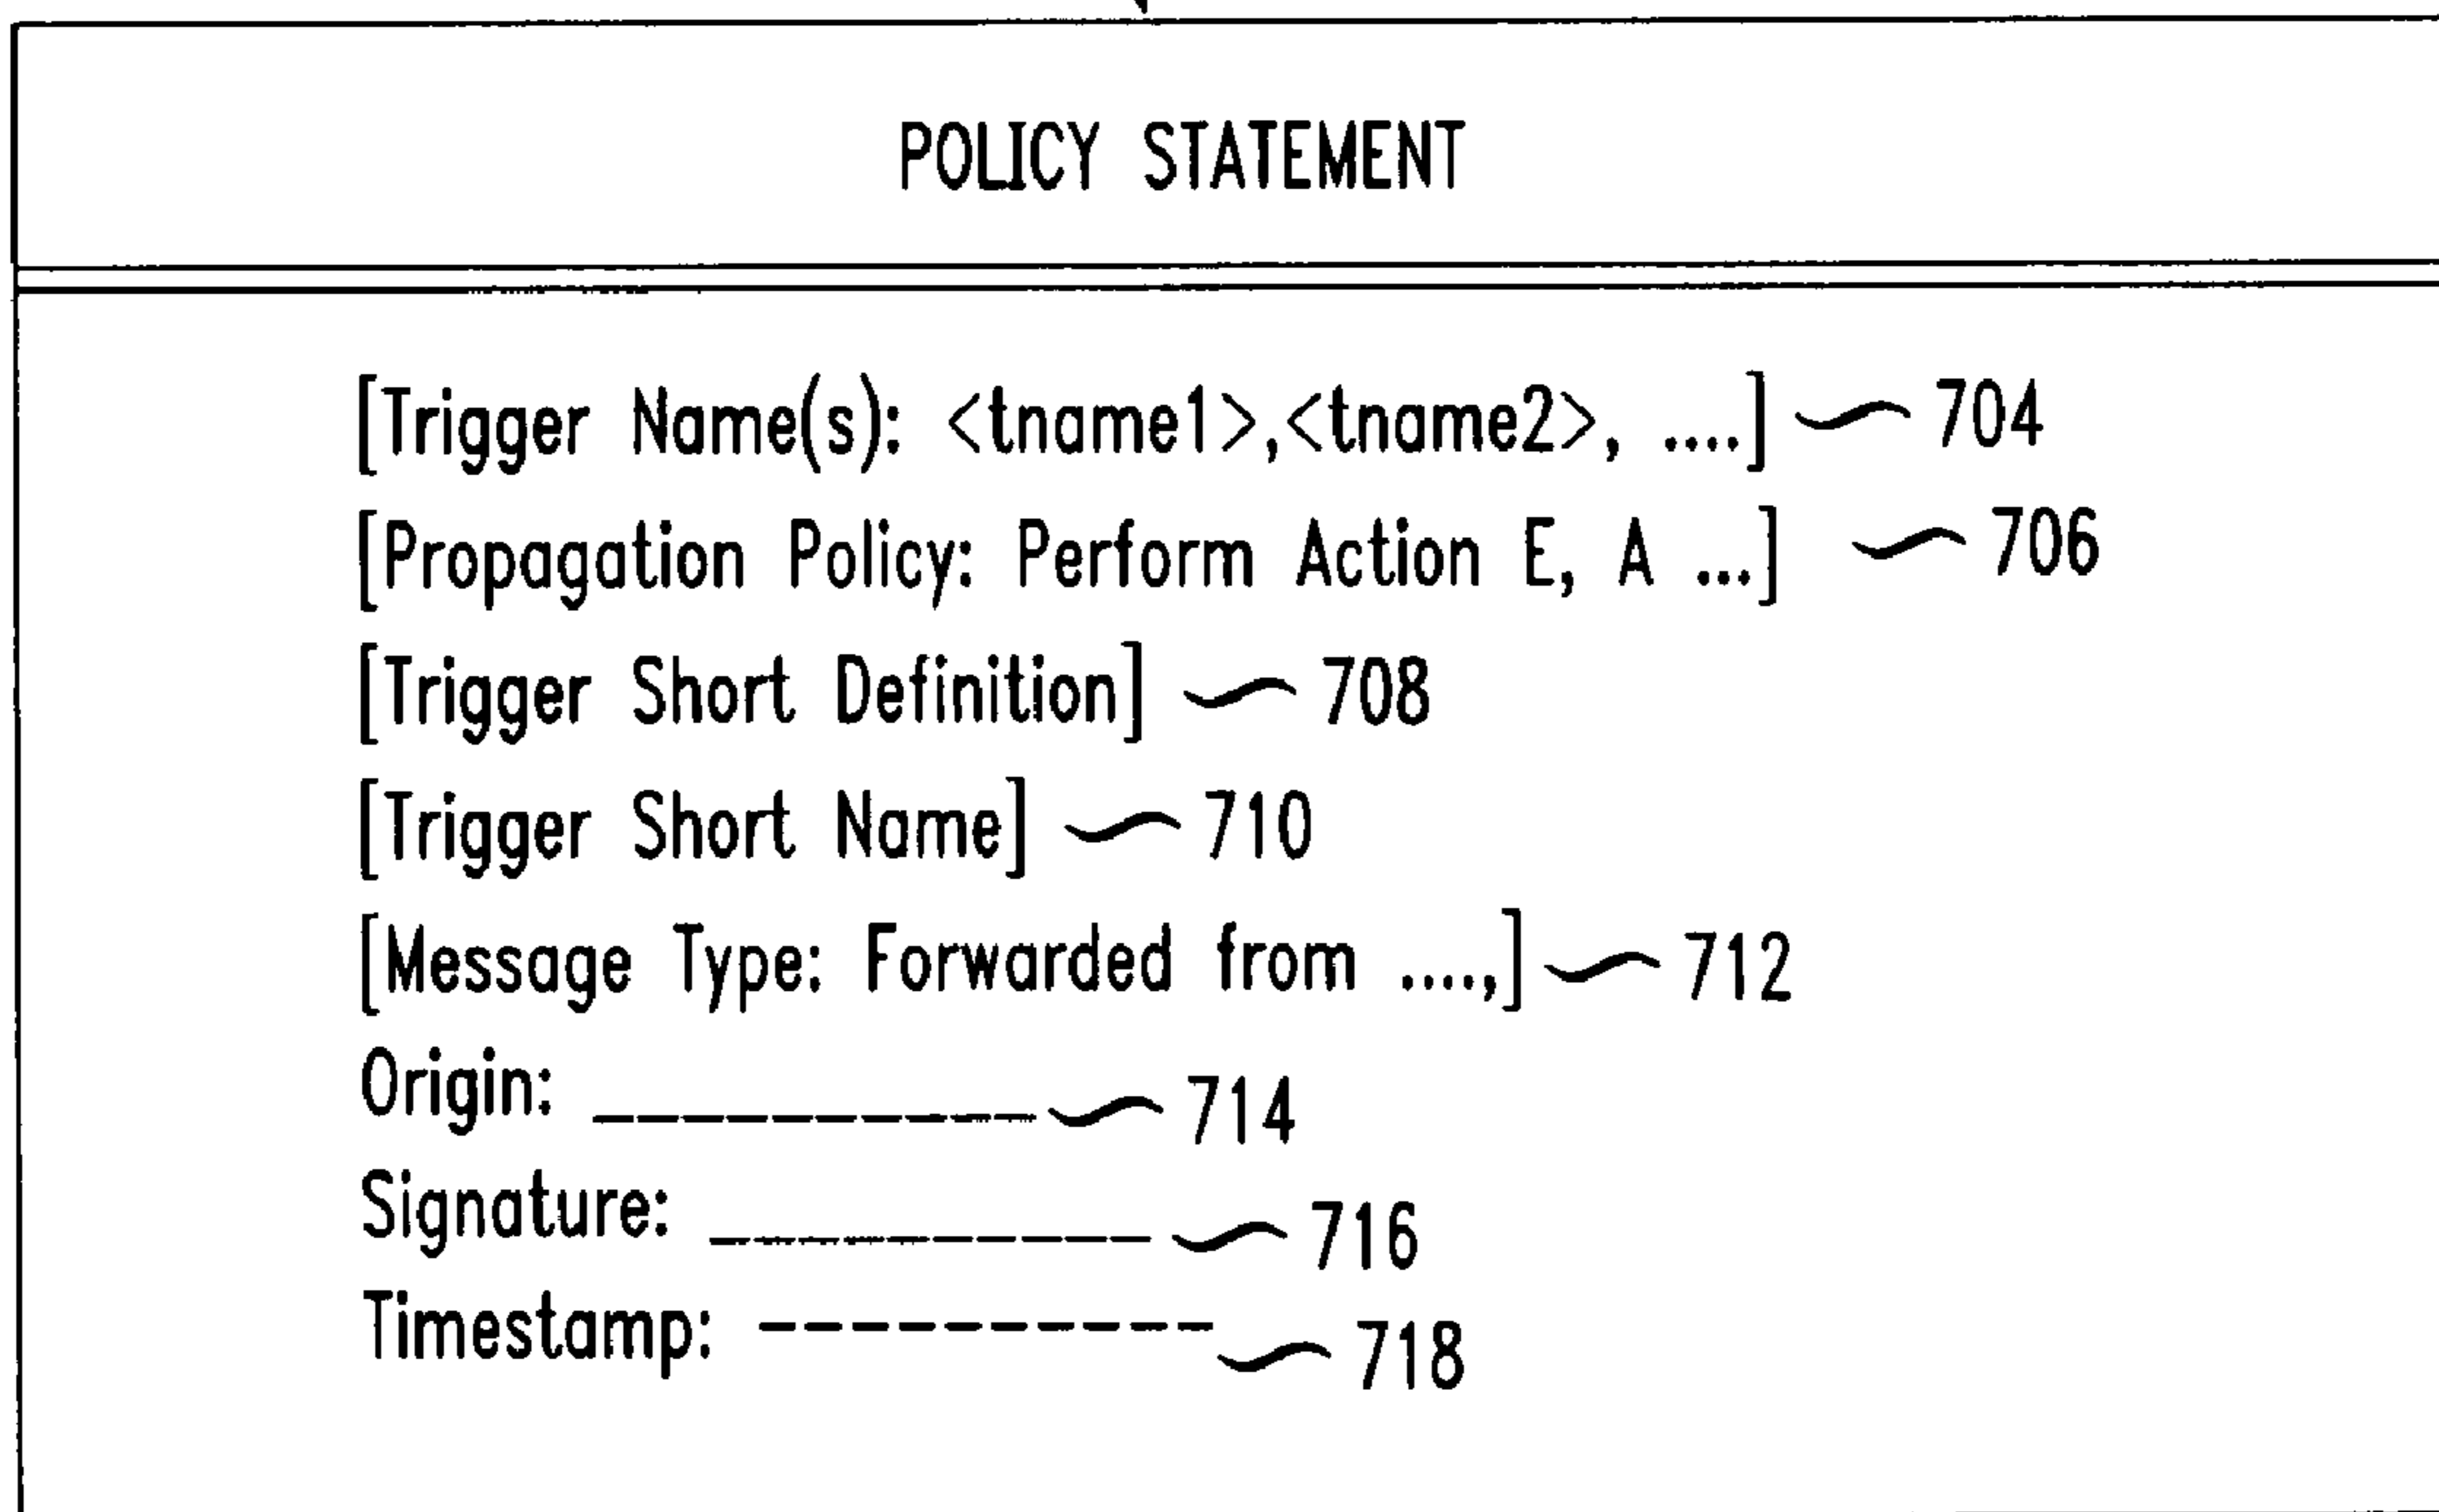 POLICY STATEMENT
[Trigger Name(s): <tname1>,<tname2>, ....] 704
[Propagation Policy: Perform Action E, A ...] 706
[Trigger Short Definition] 708
[Trigger Short Name] 710
[Message Type: Forwarded from ....,] 712
Origin: __________ 714
Signature: __________ 716
Timestamp: ---------- 718